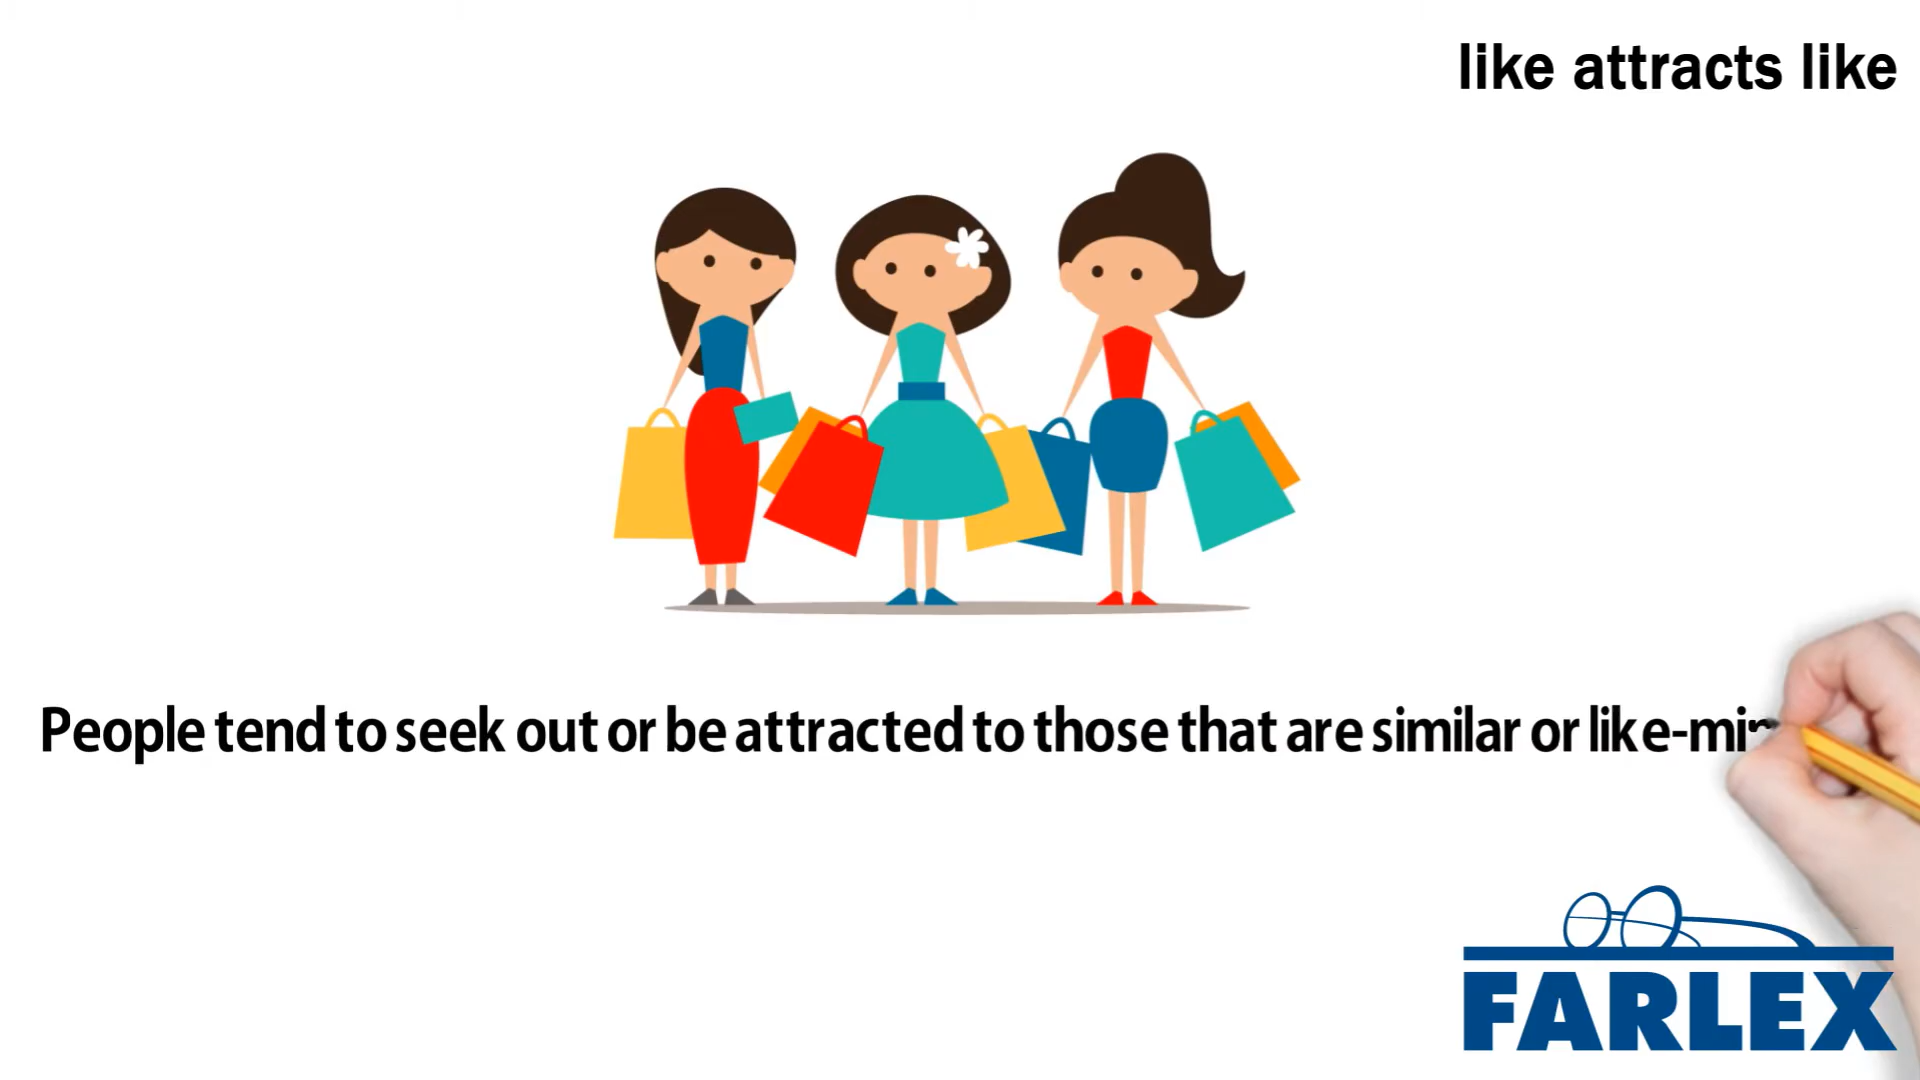 like attracts like
People tend to seek out or be attracted to those that are similar or like-min
FARLEX